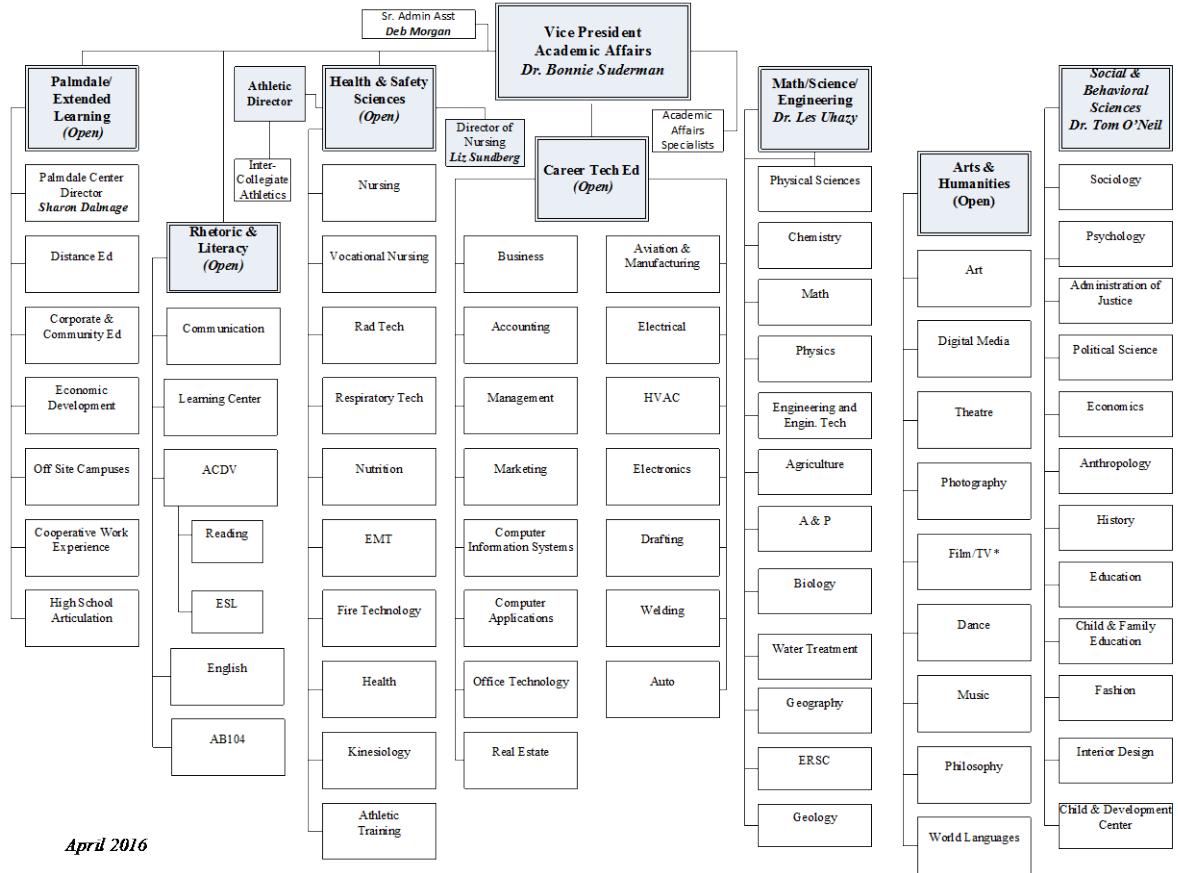 Sr. Admin Asst
Deb Morgan
Vice President
Academic Affairs
Dr. Bonnie Suderman
Palmdale/
Extended
Learning
(Open)
Palmdale Center
Director
Sharon Dalmage
Distance Ed
Corporate &
Community Ed
Economic
Development
Off Site Campuses
Cooperative Work
Experience
High School
Articulation
Rhetoric &
Literacy
(Open)
Communication
Learning Center
ACDV
Reading
ESL
English
AB104
Athletic
Director
Inter-
Collegiate
Athletics
Health & Safety
Sciences
(Open)
Director of
Nursing
Liz Sundberg
Nursing
Vocational Nursing
Rad Tech
Respiratory Tech
Nutrition
EMT
Fire Technology
Health
Kinesiology
Athletic
Training
Career Tech Ed
(Open)
Business
Accounting
Management
Marketing
Computer
Information Systems
Computer
Applications
Office Technology
Real Estate
Aviation &
Manufacturing
Electrical
HVAC
Electronics
Drafting
Welding
Auto
Academic
Affairs
Specialists
Math/Science/
Engineering
Dr. Les Uhazy
Physical Sciences
Chemistry
Math
Physics
Engineering and
Engin. Tech
Agriculture
A & P
Biology
Water Treatment
Geography
ERSC
Geology
Arts &
Humanities
(Open)
Art
Digital Media
Theatre
Photography
Film/TV *
Dance
Music
Philosophy
World Languages
Social &
Behavioral
Sciences
Dr. Tom O'Neil
Sociology
Psychology
Administration of
Justice
Political Science
Economics
Anthropology
History
Education
Child & Family
Education
Fashion
Interior Design
Child & Development
Center
April 2016